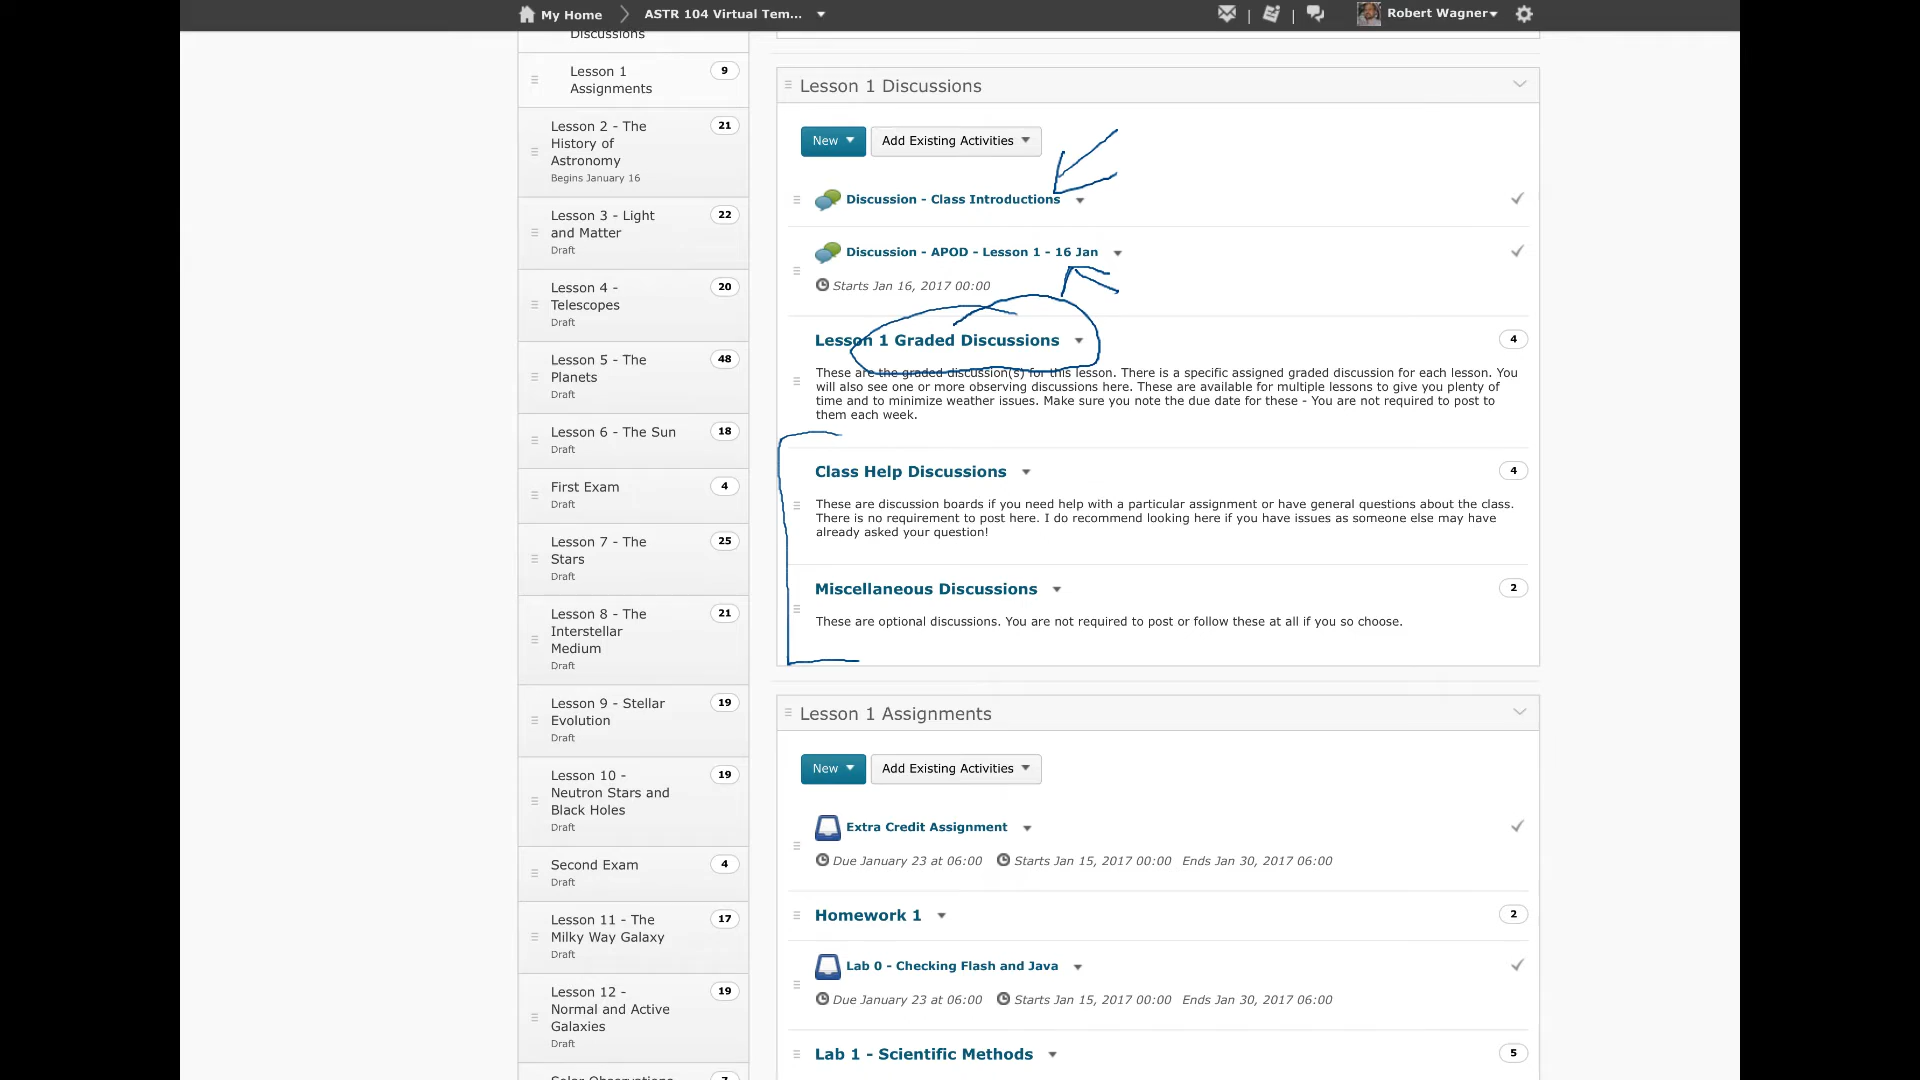 My Home
ASTR 104 Virtual Tem...
Robert Wagner
Discussions
Lesson 1
Assignments
9
Lesson 2 - The
History of
Astronomy
Begins January 16
21
Lesson 3 - Light
and Matter
Draft
22
Lesson 4 -
Telescopes
Draft
20
Lesson 5 - The
Planets
Draft
48
Lesson 6 - The Sun
Draft
18
First Exam
Draft
4
Lesson 7 - The
Stars
Draft
25
Lesson 8 - The
Interstellar
Medium
Draft
21
Lesson 9 - Stellar
Evolution
Draft
19
Lesson 10 -
Neutron Stars and
Black Holes
Draft
19
Second Exam
Draft
4
Lesson 11 - The
Milky Way Galaxy
Draft
17
Lesson 12 -
Normal and Active
Galaxies
Draft
19
Solar Observations
7
Lesson 1 Discussions
New
Add Existing Activities
Discussion - Class Introductions
Discussion - APOD - Lesson 1 - 16 Jan
Starts Jan 16, 2017 00:00
Lesson 1 Graded Discussions
4
These are the graded discussion(s) for this lesson. There is a specific assigned graded discussion for each lesson. You
will also see one or more observing discussions here. These are available for multiple lessons to give you plenty of
time and to minimize weather issues. Make sure you note the due date for these - You are not required to post to
them each week.
Class Help Discussions
4
These are discussion boards if you need help with a particular assignment or have general questions about the class.
There is no requirement to post here. I do recommend looking here if you have issues as someone else may have
already asked your question!
Miscellaneous Discussions
2
These are optional discussions. You are not required to post or follow these at all if you so choose.
Lesson 1 Assignments
New
Add Existing Activities
Extra Credit Assignment
Due January 23 at 06:00 Starts Jan 15, 2017 00:00 Ends Jan 30, 2017 06:00
Homework 1
2
Lab 0 - Checking Flash and Java
Due January 23 at 06:00 Starts Jan 15, 2017 00:00 Ends Jan 30, 2017 06:00
Lab 1 - Scientific Methods
5